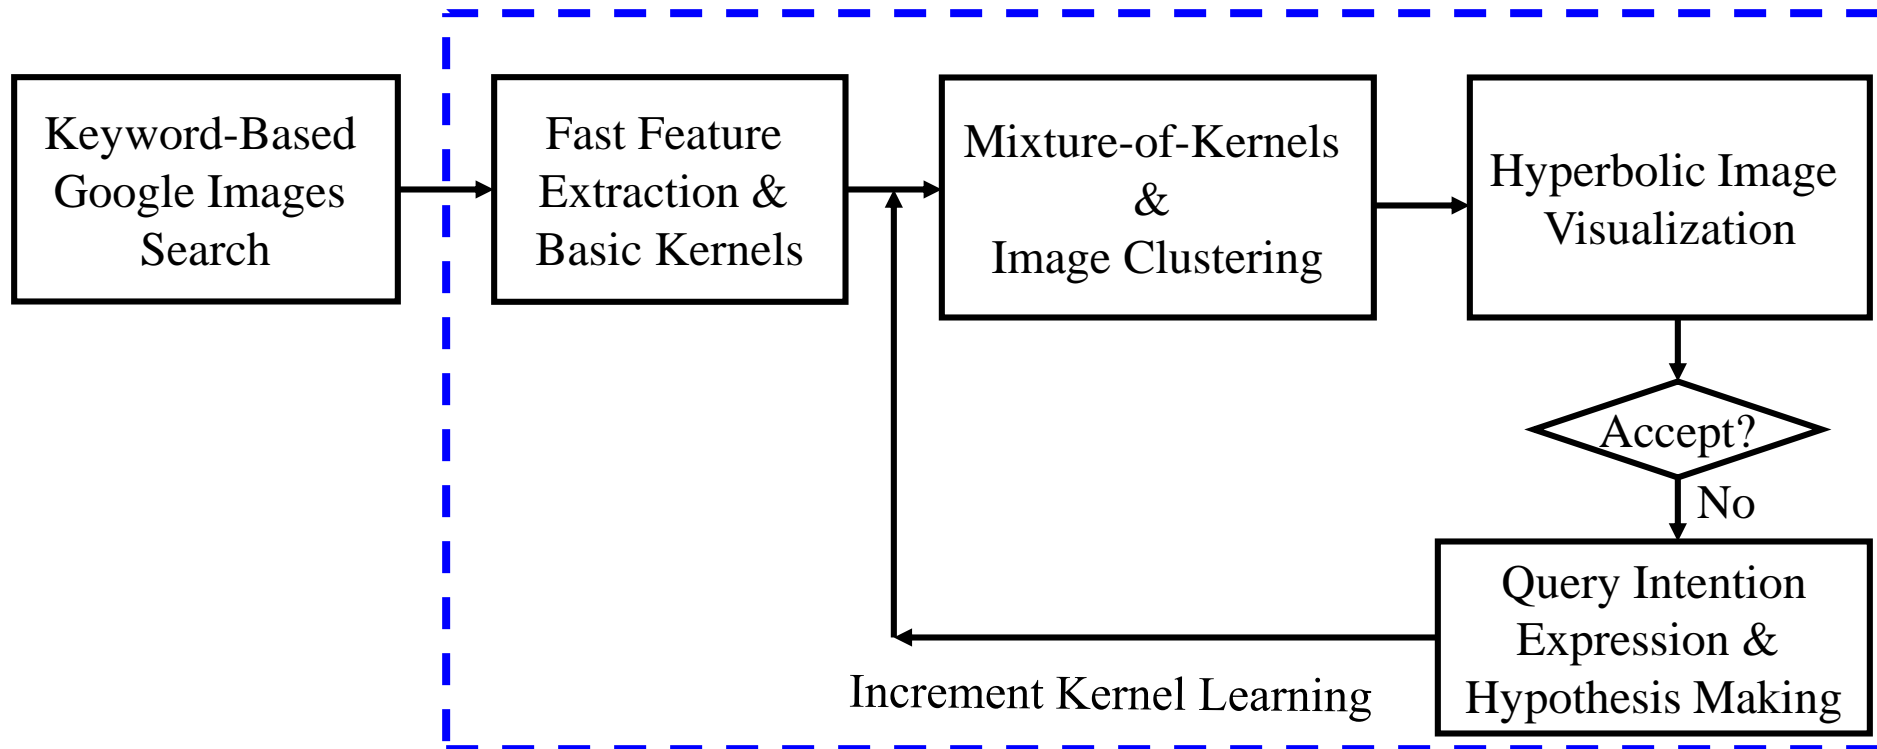 Keyword-Based
Google Images
Search
Fast Feature
Extraction &
Basic Kernels
Mixture-of-Kernels
&
Image Clustering
Hyperbolic Image
Visualization
Accept?
No
Query Intention
Expression &
Hypothesis Making
Increment Kernel Learning